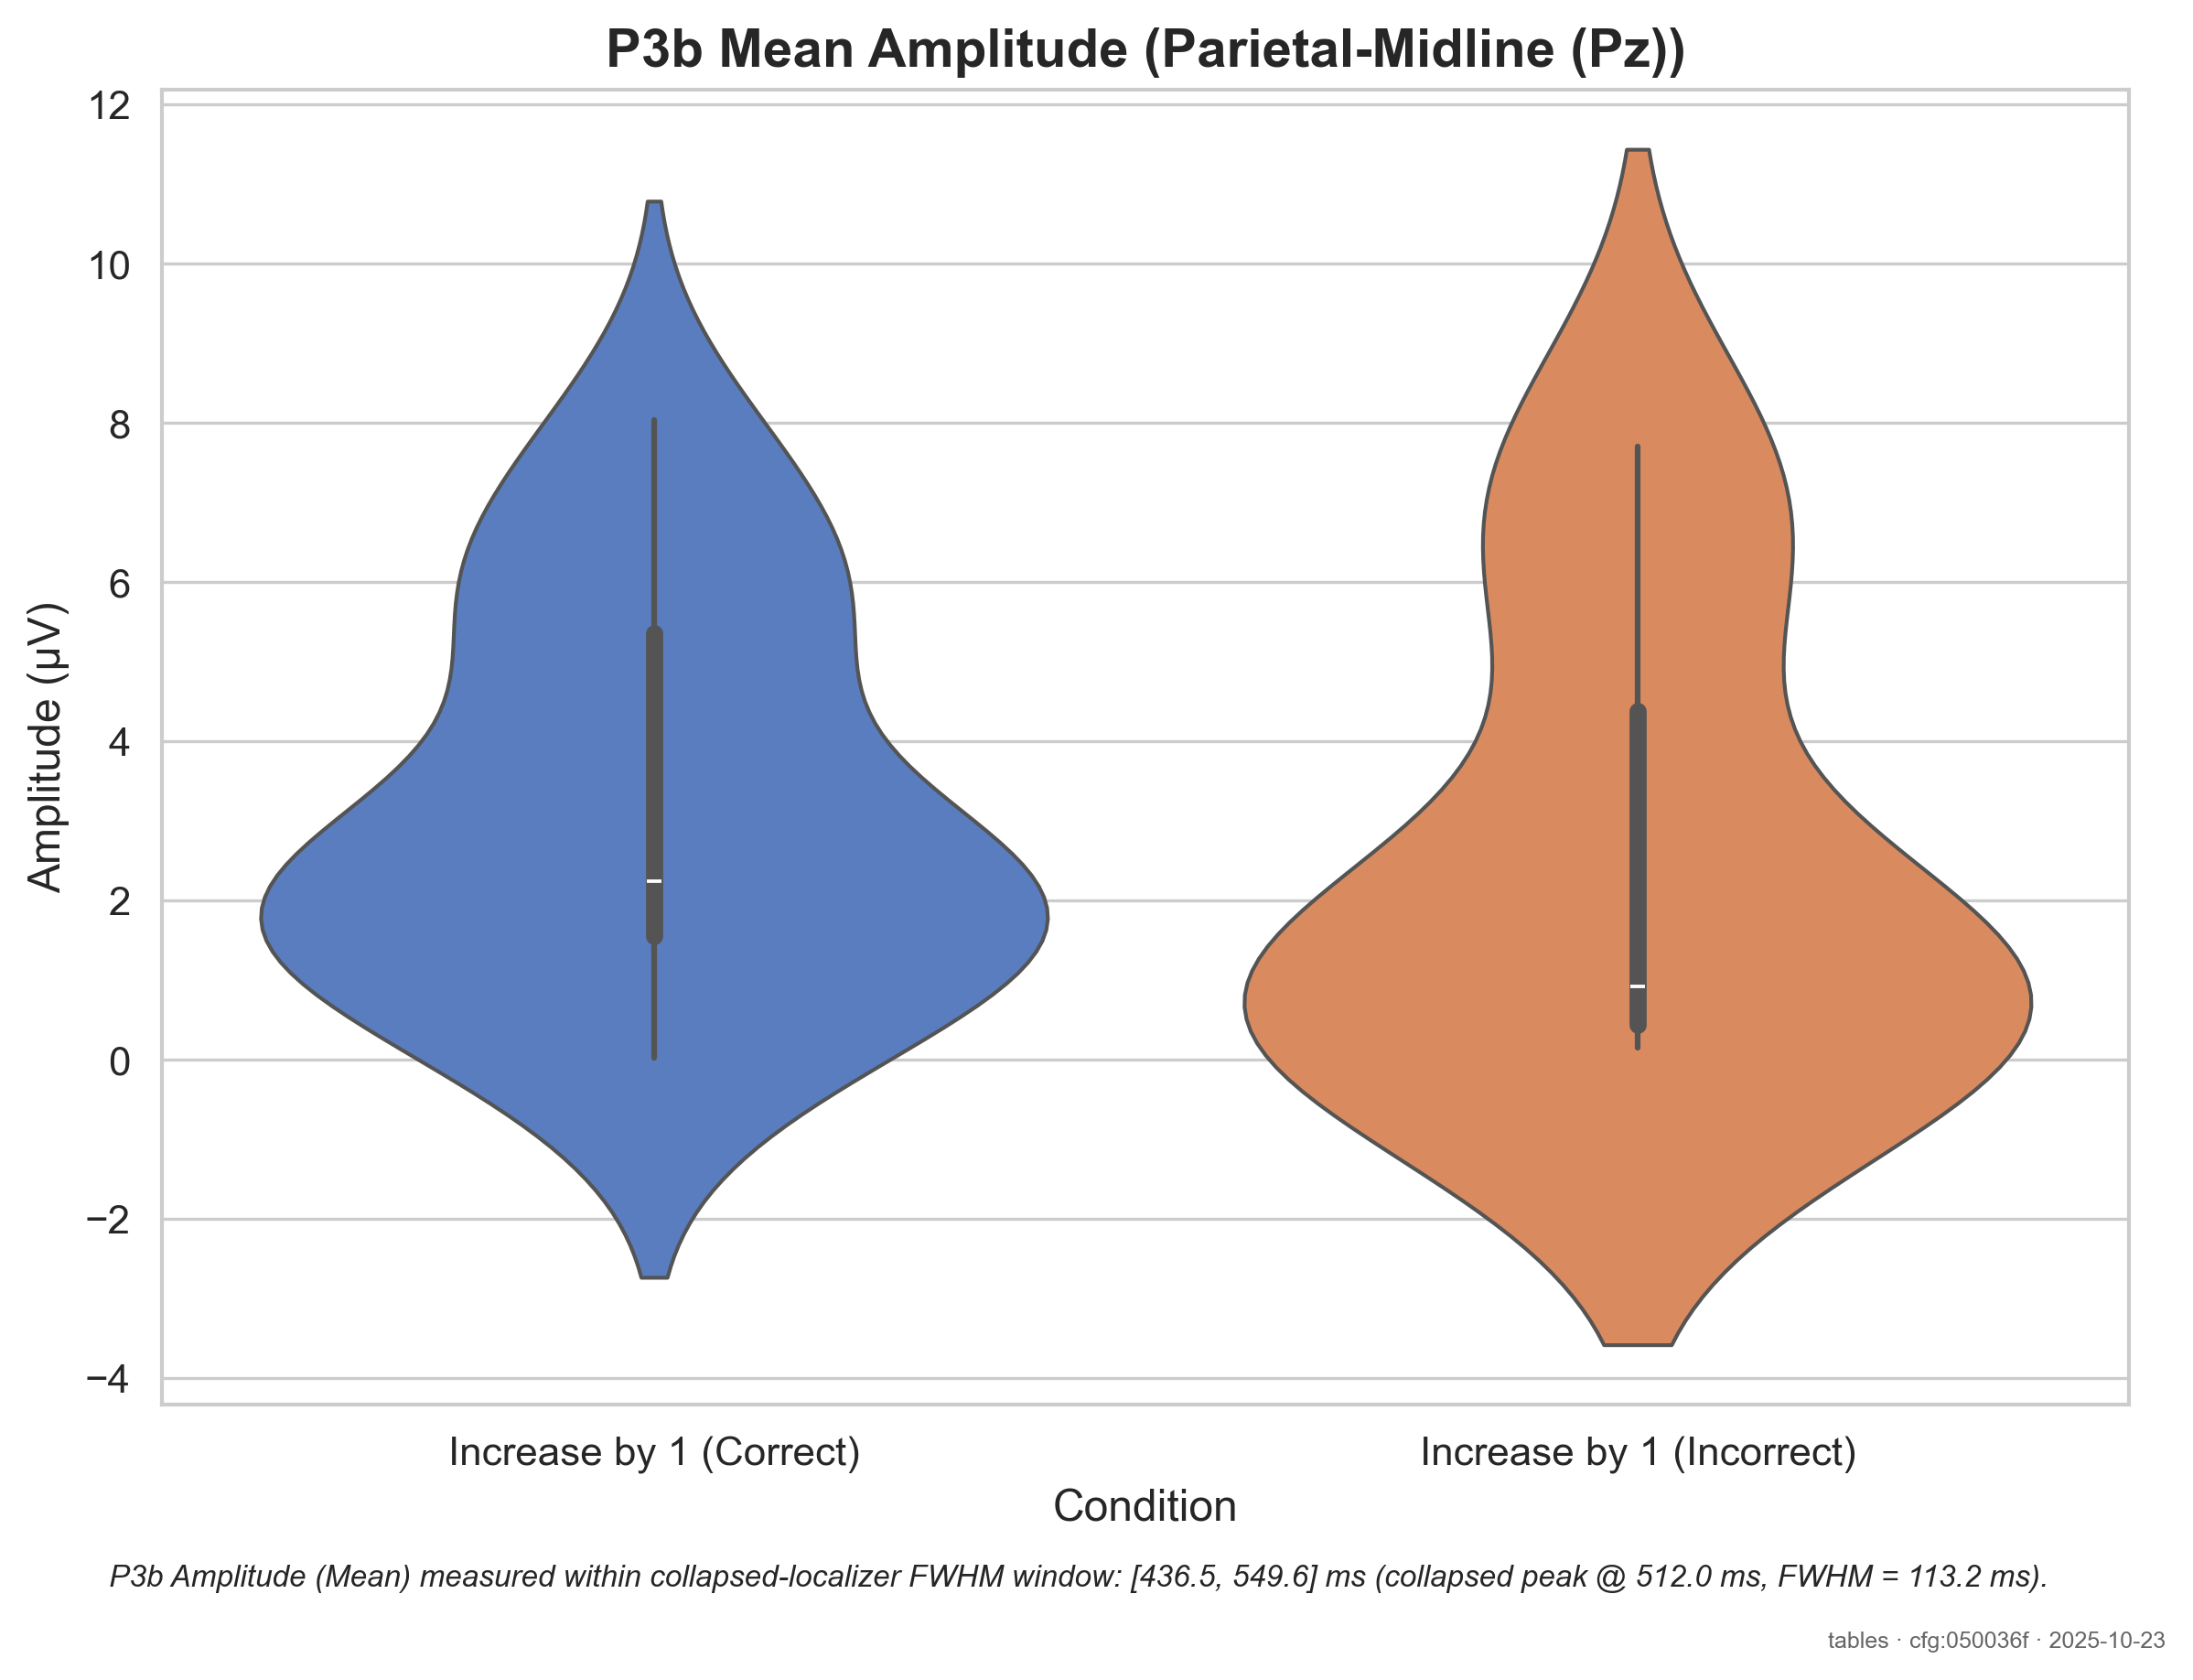 P3b Mean Amplitude (Parietal-Midline (Pz))
12
10
8
6
4
2
0
−2
−4
Amplitude (µV)
Increase by 1 (Correct)
Increase by 1 (Incorrect)
Condition
P3b Amplitude (Mean) measured within collapsed-localizer FWHM window: [436.5, 549.6] ms (collapsed peak @ 512.0 ms, FWHM = 113.2 ms).
tables · cfg:050036f · 2025-10-23